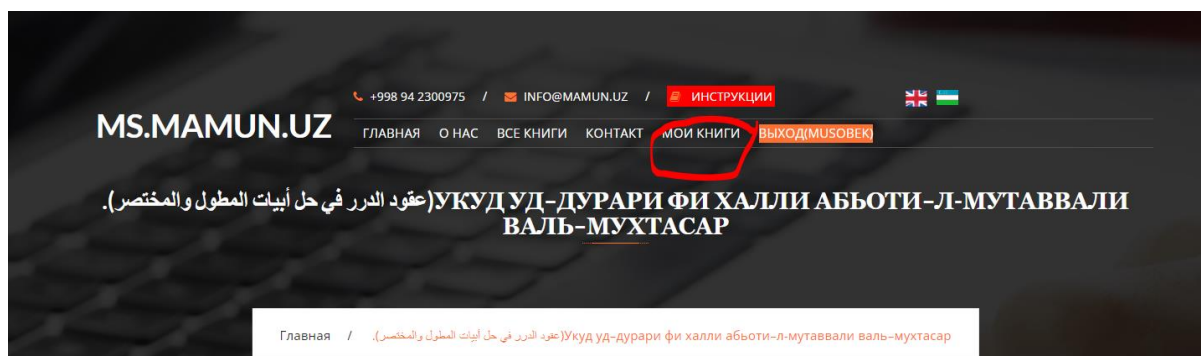 +998 94 2300975 / INFO@MAMUN.UZ / ИНСТРУКЦИИ
MS.MAMUN.UZ
ГЛАВНАЯ О НАС ВСЕ КНИГИ КОНТАКТ МОИ КНИГИ ВЫХОД(MUSOBEK)
УКУД УД-ДУРАРИ ФИ ХАЛЛИ АБЬОТИ-Л-МУТАВВАЛИ(عقود الدرر في حل أبيات المطول والمختصر).
ВАЛЬ-МУХТАСАР
Главная / Укуд уд-дурари фи халли абьоти-л-мутаввали валь-мухтасар(عقود الدرر في حل أبيات المطول والمختصر).